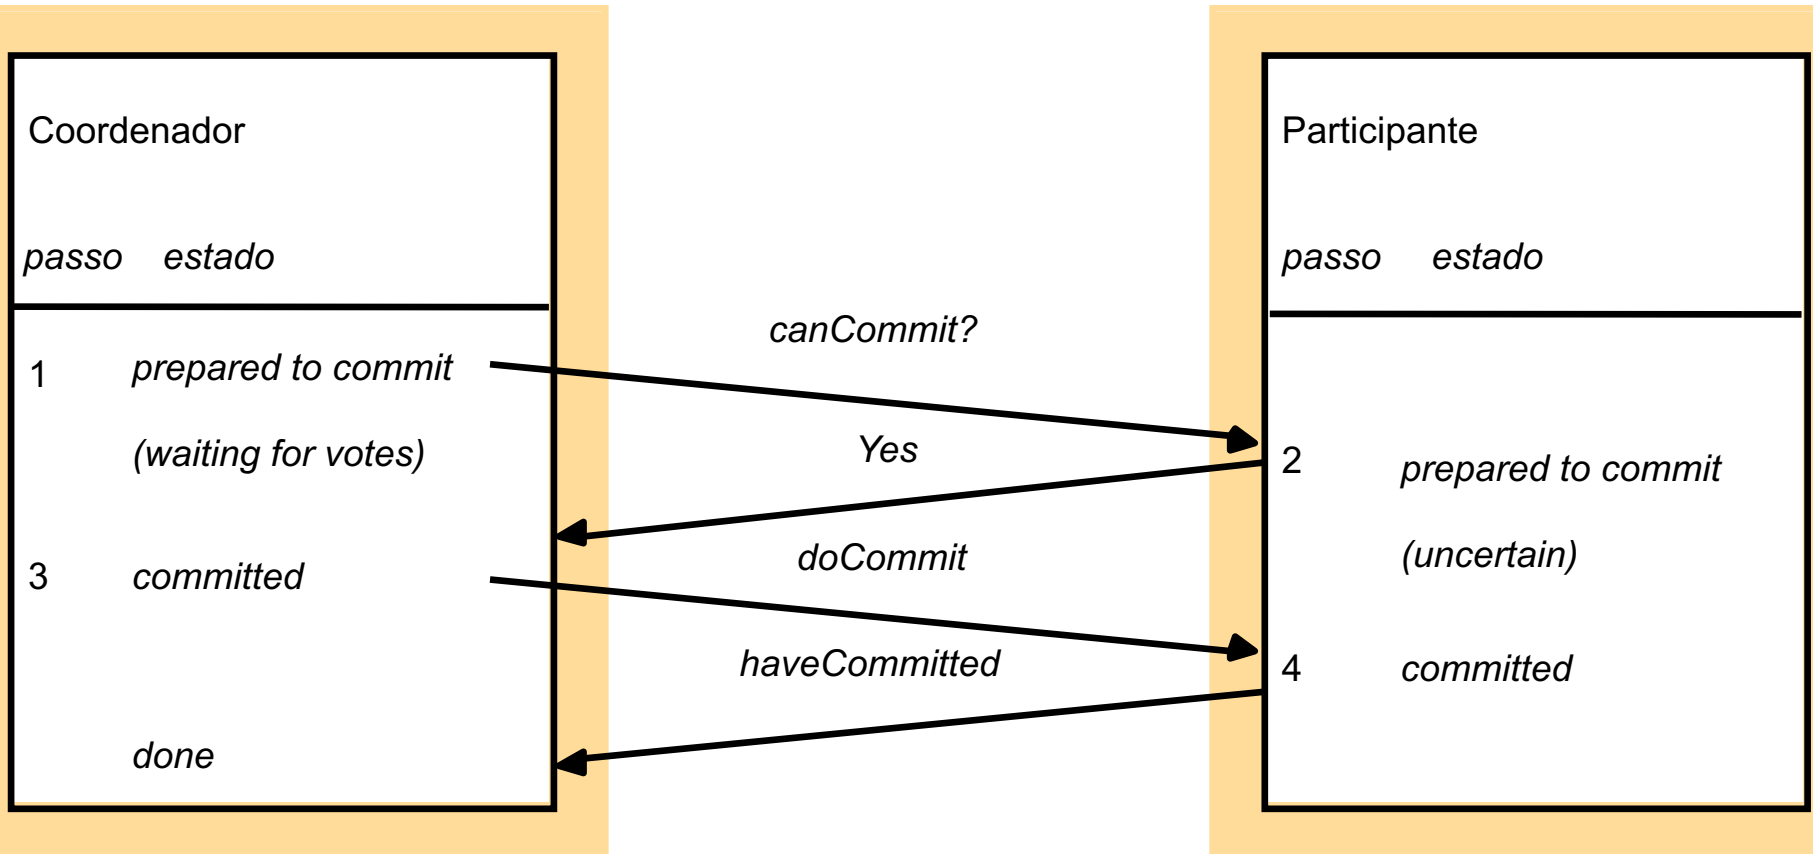 Coordenador
passo estado
1 prepared to commit
(waiting for votes)
3 committed
done
canCommit?
Yes
doCommit
haveCommitted
Participante
passo estado
2 prepared to commit
(uncertain)
4 committed